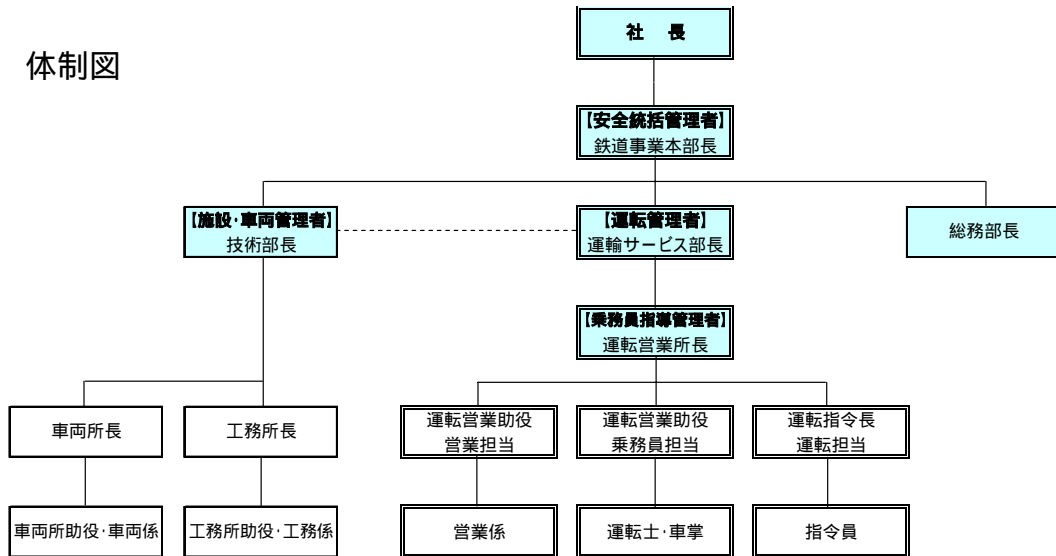 社 長
体制図
【安全統括管理者】
鉄道事業本部長
【施設・車両管理者】
技術部長
【運転管理者】
運輸サービス部長
総務部長
【乗務員指導管理者】
運転営業所長
車両所長
工務所長
運転営業助役
営業担当
運転営業助役
乗務員担当
運転指令長
運転担当
車両所助役・車両係
工務所助役・工務係
営業係
運転士・車掌
指令員